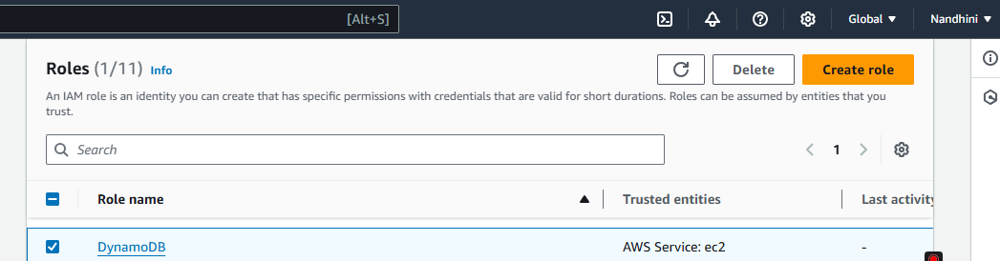 [Alt+S] Global Nandhini
Roles (1/11) Info Delete Create role
An IAM role is an identity you can create that has specific permissions with credentials that are valid for short durations. Roles can be assumed by entities that you
trust.
Search 1
Role name Trusted entities Last activity
DynamoDB AWS Service: ec2 -